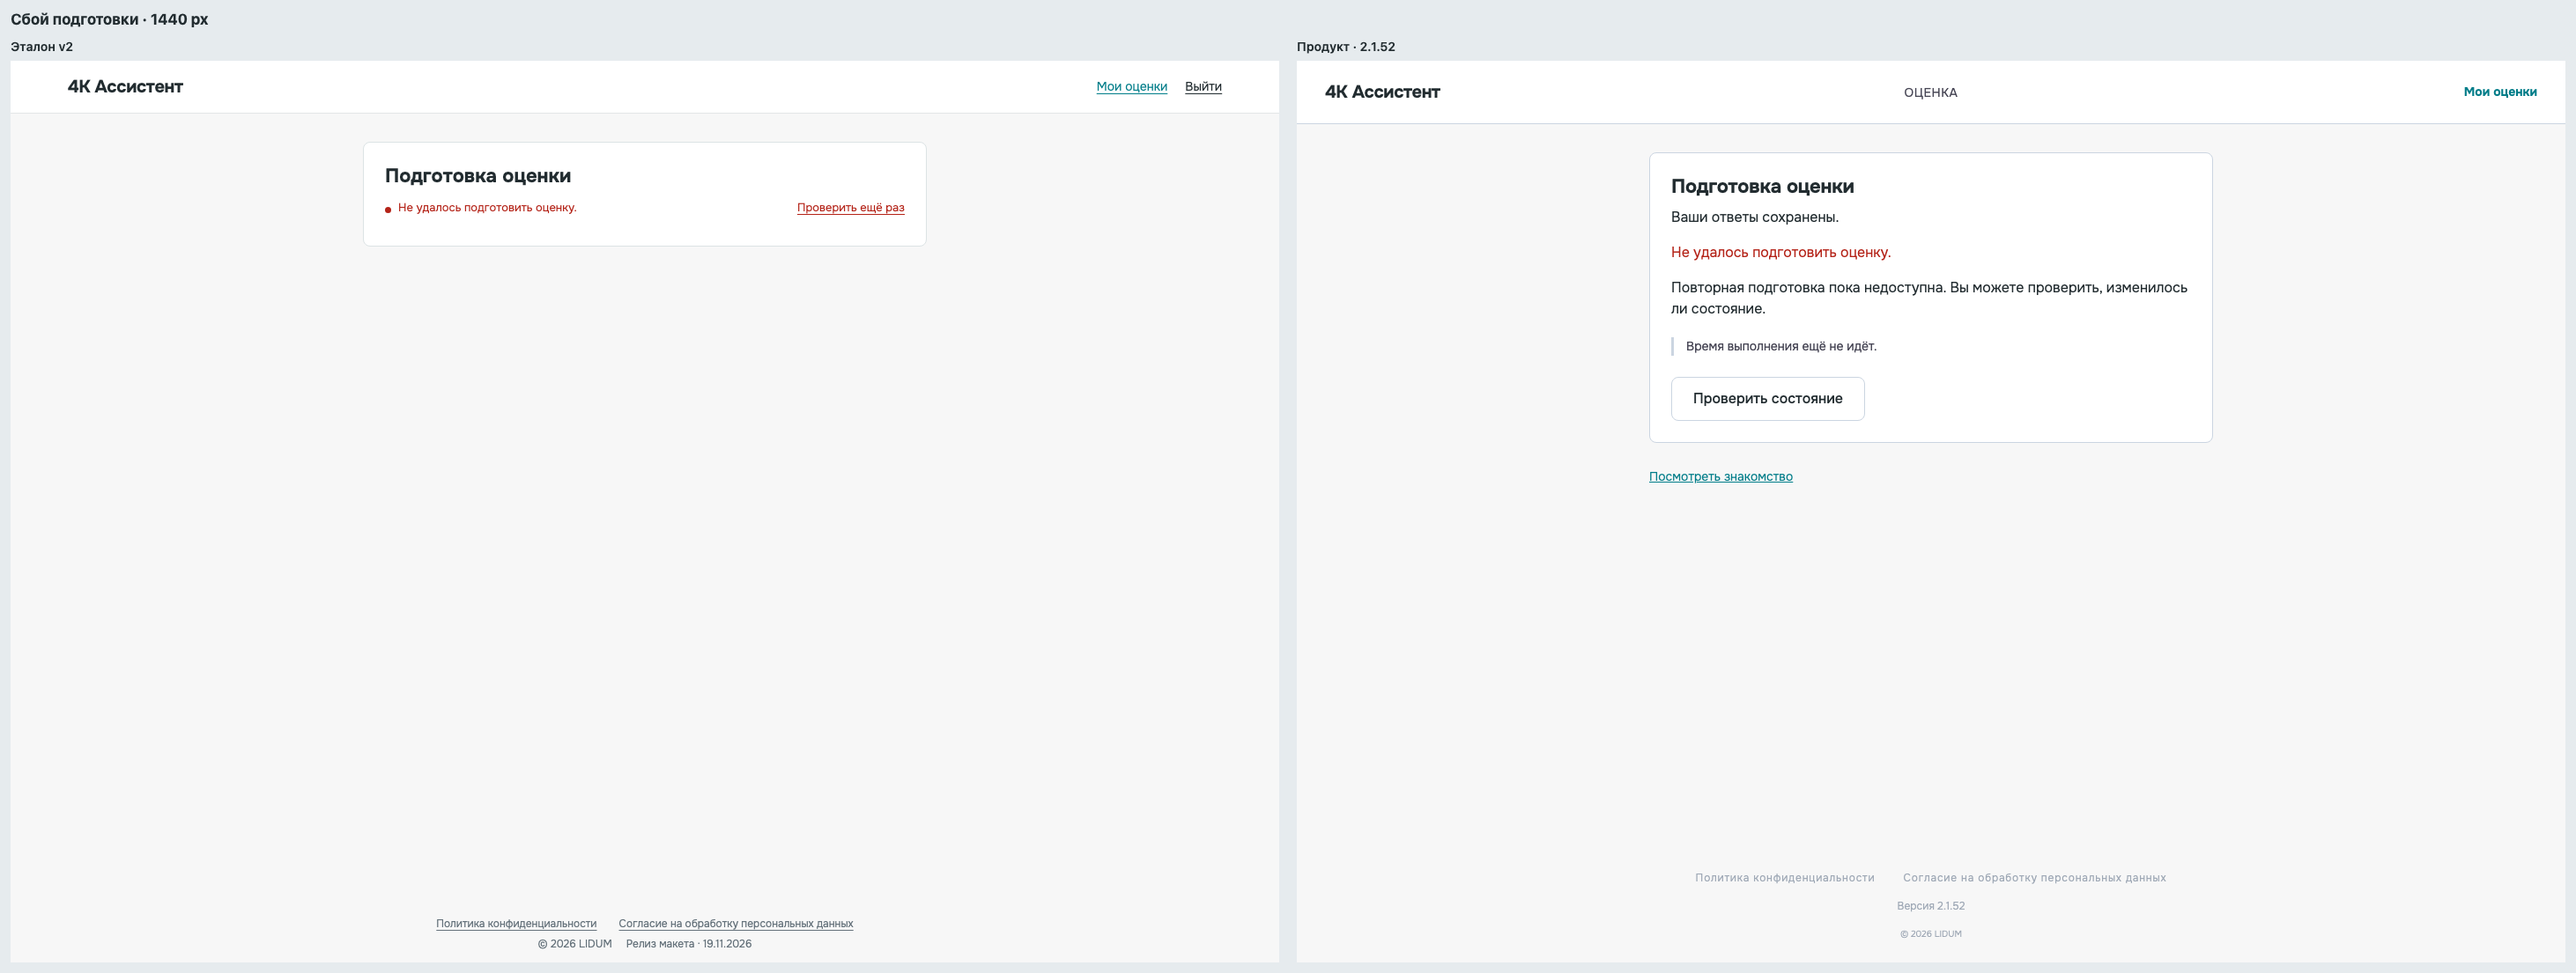 Сбой подготовки · 1440 px
Эталон v2
4К Ассистент
Мои оценки Выйти
Подготовка оценки
Не удалось подготовить оценку. Проверить ещё раз
Политика конфиденциальности Согласие на обработку персональных данных
© 2026 LIDUM Релиз макета · 19.11.2026
Продукт · 2.1.52
4К Ассистент
ОЦЕНКА
Мои оценки
Подготовка оценки
Ваши ответы сохранены.
Не удалось подготовить оценку.
Повторная подготовка пока недоступна. Вы можете проверить, изменилось
ли состояние.
Время выполнения ещё не идёт.
Проверить состояние
Посмотреть знакомство
Политика конфиденциальности Согласие на обработку персональных данных
Версия 2.1.52
© 2026 LIDUM